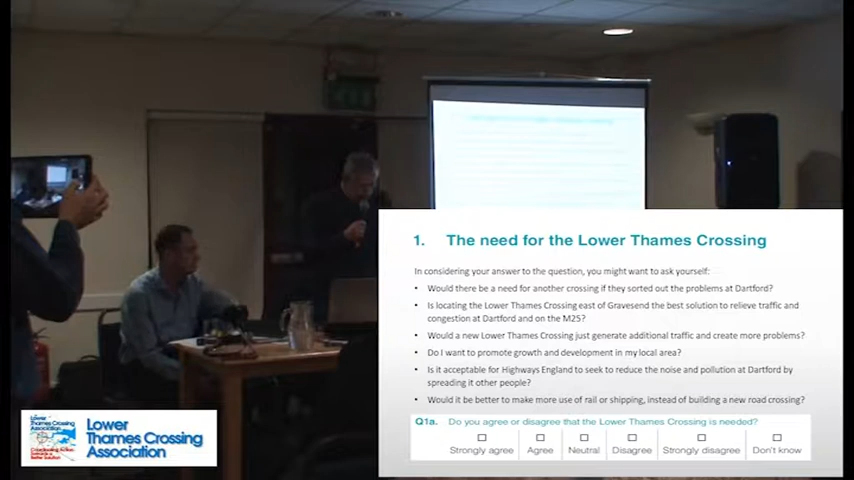 1. The need for the Lower Thames Crossing
In considering your answer to the question, you might want to ask yourself:
• Would there be a need for another crossing if they sorted out the problems at Dartford?
• Is locating the Lower Thames Crossing east of Gravesend the best solution to relieve traffic and
congestion at Dartford and on the M25?
• Would a new Lower Thames Crossing just generate additional traffic and create more problems?
• Do I want to promote growth and development in my local area?
• Is it acceptable for Highways England to seek to reduce the noise and pollution at Dartford by
spreading it other people?
• Would it be better to make more use of rail or shipping, instead of building a new road crossing?
Q1a. Do you agree or disagree that the Lower Thames Crossing is needed?
Strongly agree Agree Neutral Disagree Strongly disagree Don't know
Lower
Thames Crossing
Association
Lower
Thames Crossing
Association